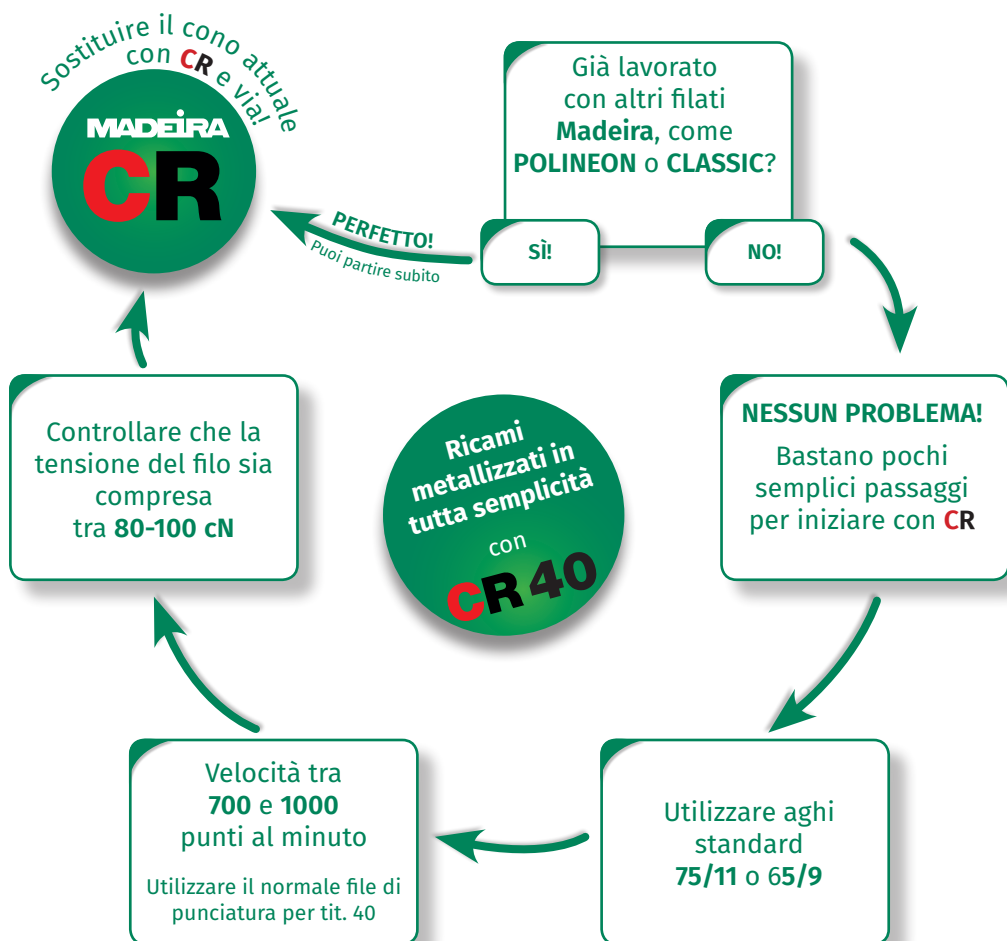 Sostituire il cono attuale
con CR e via!
MADEIRA
CR
Già lavorato
con altri filati
Madeira, come
POLINEON o CLASSIC?
SÌ!
NO!
PERFETTO!
Puoi partire subito
NESSUN PROBLEMA!
Bastano pochi
semplici passaggi
per iniziare con CR
Utilizzare aghi
standard
75/11 o 65/9
Velocità tra
700 e 1000
punti al minuto
Utilizzare il normale file di
punciatura per tit. 40
Controllare che la
tensione del filo sia
compresa
tra 80-100 cN
Ricami
metallizzati in
tutta semplicità
con
CR 40